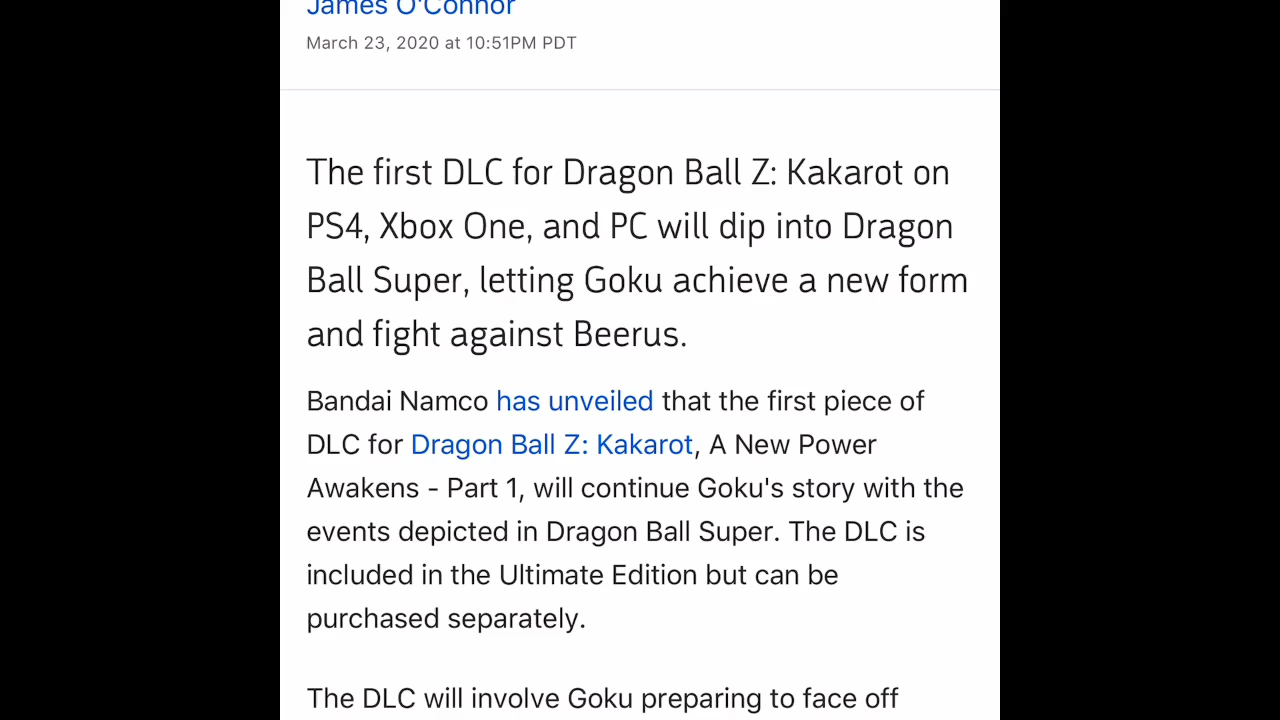 James O'Connor
March 23, 2020 at 10:51PM PDT
The first DLC for Dragon Ball Z: Kakarot on
PS4, Xbox One, and PC will dip into Dragon
Ball Super, letting Goku achieve a new form
and fight against Beerus.
Bandai Namco has unveiled that the first piece of
DLC for Dragon Ball Z: Kakarot, A New Power
Awakens - Part 1, will continue Goku's story with the
events depicted in Dragon Ball Super. The DLC is
included in the Ultimate Edition but can be
purchased separately.
The DLC will involve Goku preparing to face off